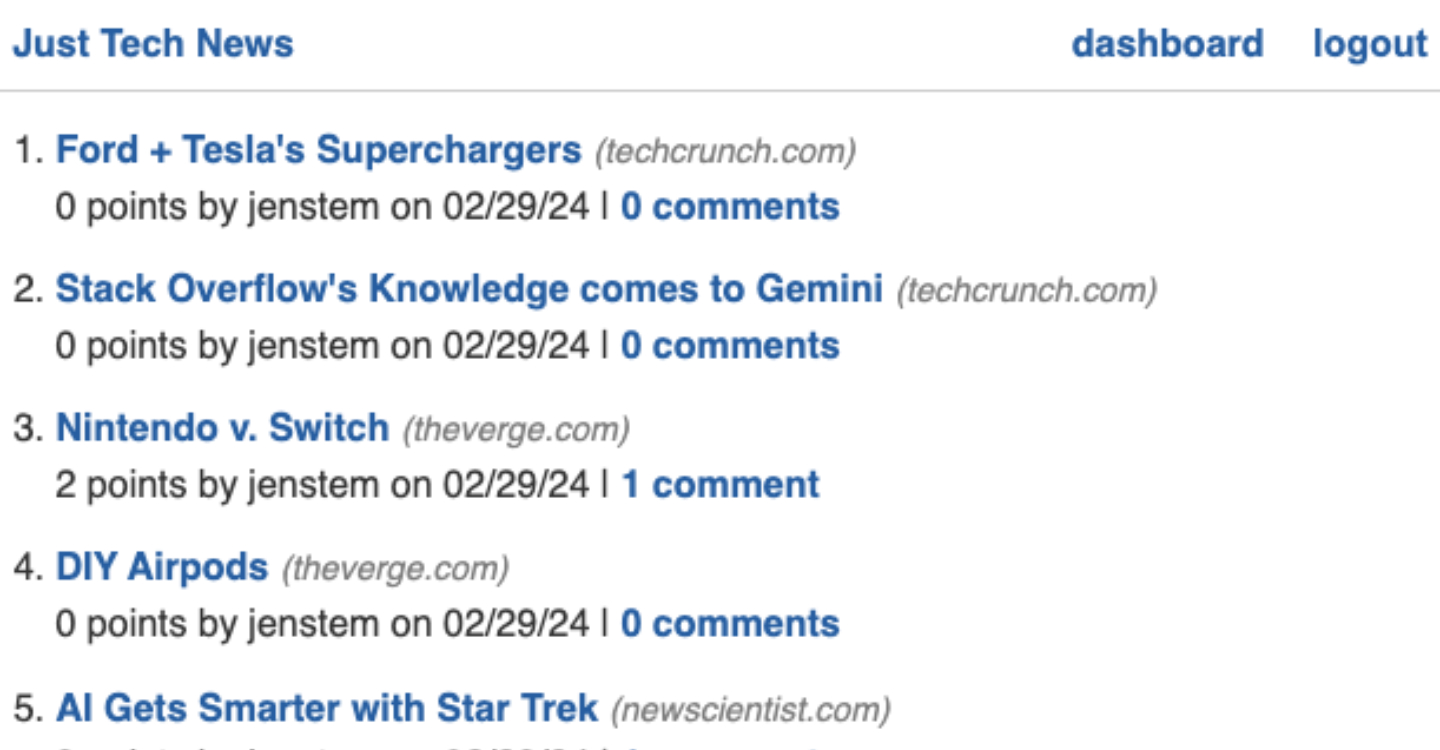 Just Tech News dashboard logout
1. Ford + Tesla's Superchargers (techcrunch.com)
0 points by jenstem on 02/29/24 | 0 comments
2. Stack Overflow's Knowledge comes to Gemini (techcrunch.com)
0 points by jenstem on 02/29/24 | 0 comments
3. Nintendo v. Switch (theverge.com)
2 points by jenstem on 02/29/24 | 1 comment
4. DIY Airpods (theverge.com)
0 points by jenstem on 02/29/24 | 0 comments
5. AI Gets Smarter with Star Trek (newscientist.com)